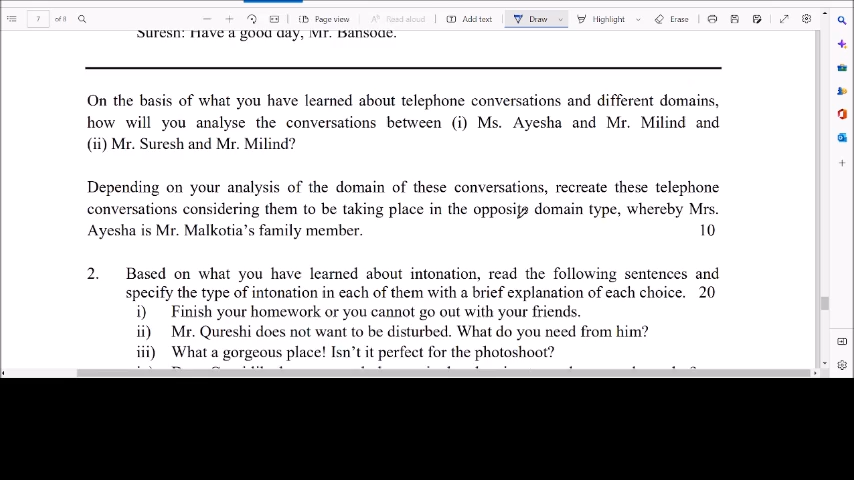 7 of 8 Page view Read aloud Add text Draw Highlight Erase
Suresh: Have a good day, Mr. Bansode.
On the basis of what you have learned about telephone conversations and different domains,
how will you analyse the conversations between (i) Ms. Ayesha and Mr. Milind and
(ii) Mr. Suresh and Mr. Milind?
Depending on your analysis of the domain of these conversations, recreate these telephone
conversations considering them to be taking place in the opposite domain type, whereby Mrs.
Ayesha is Mr. Malkotia's family member. 10
2. Based on what you have learned about intonation, read the following sentences and
specify the type of intonation in each of them with a brief explanation of each choice. 20
i) Finish your homework or you cannot go out with your friends.
ii) Mr. Qureshi does not want to be disturbed. What do you need from him?
iii) What a gorgeous place! Isn't it perfect for the photoshoot?